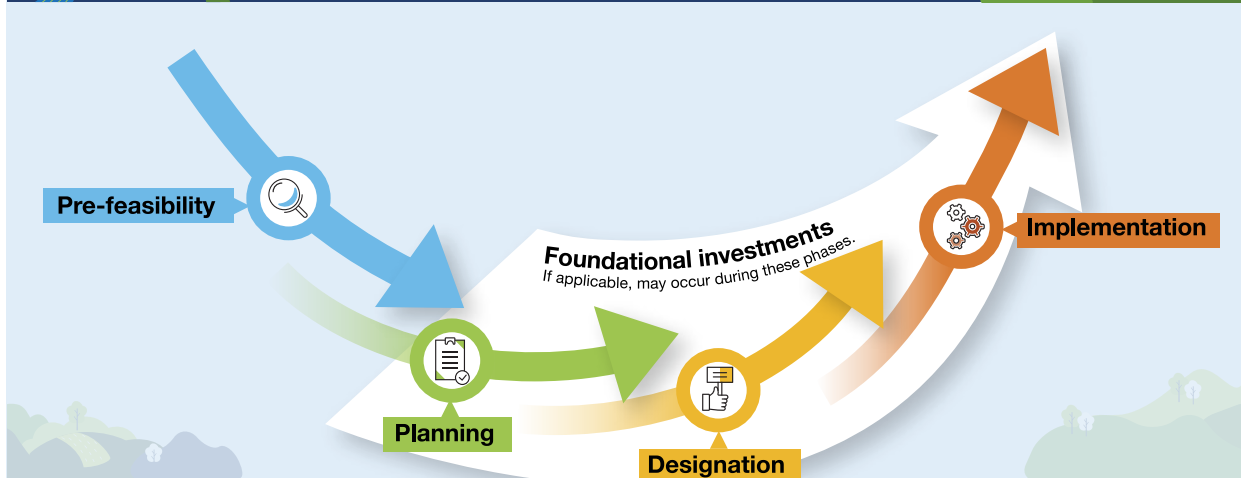 Pre-feasibility
Foundational investments
If applicable, may occur during these phases.
Implementation
Planning
Designation